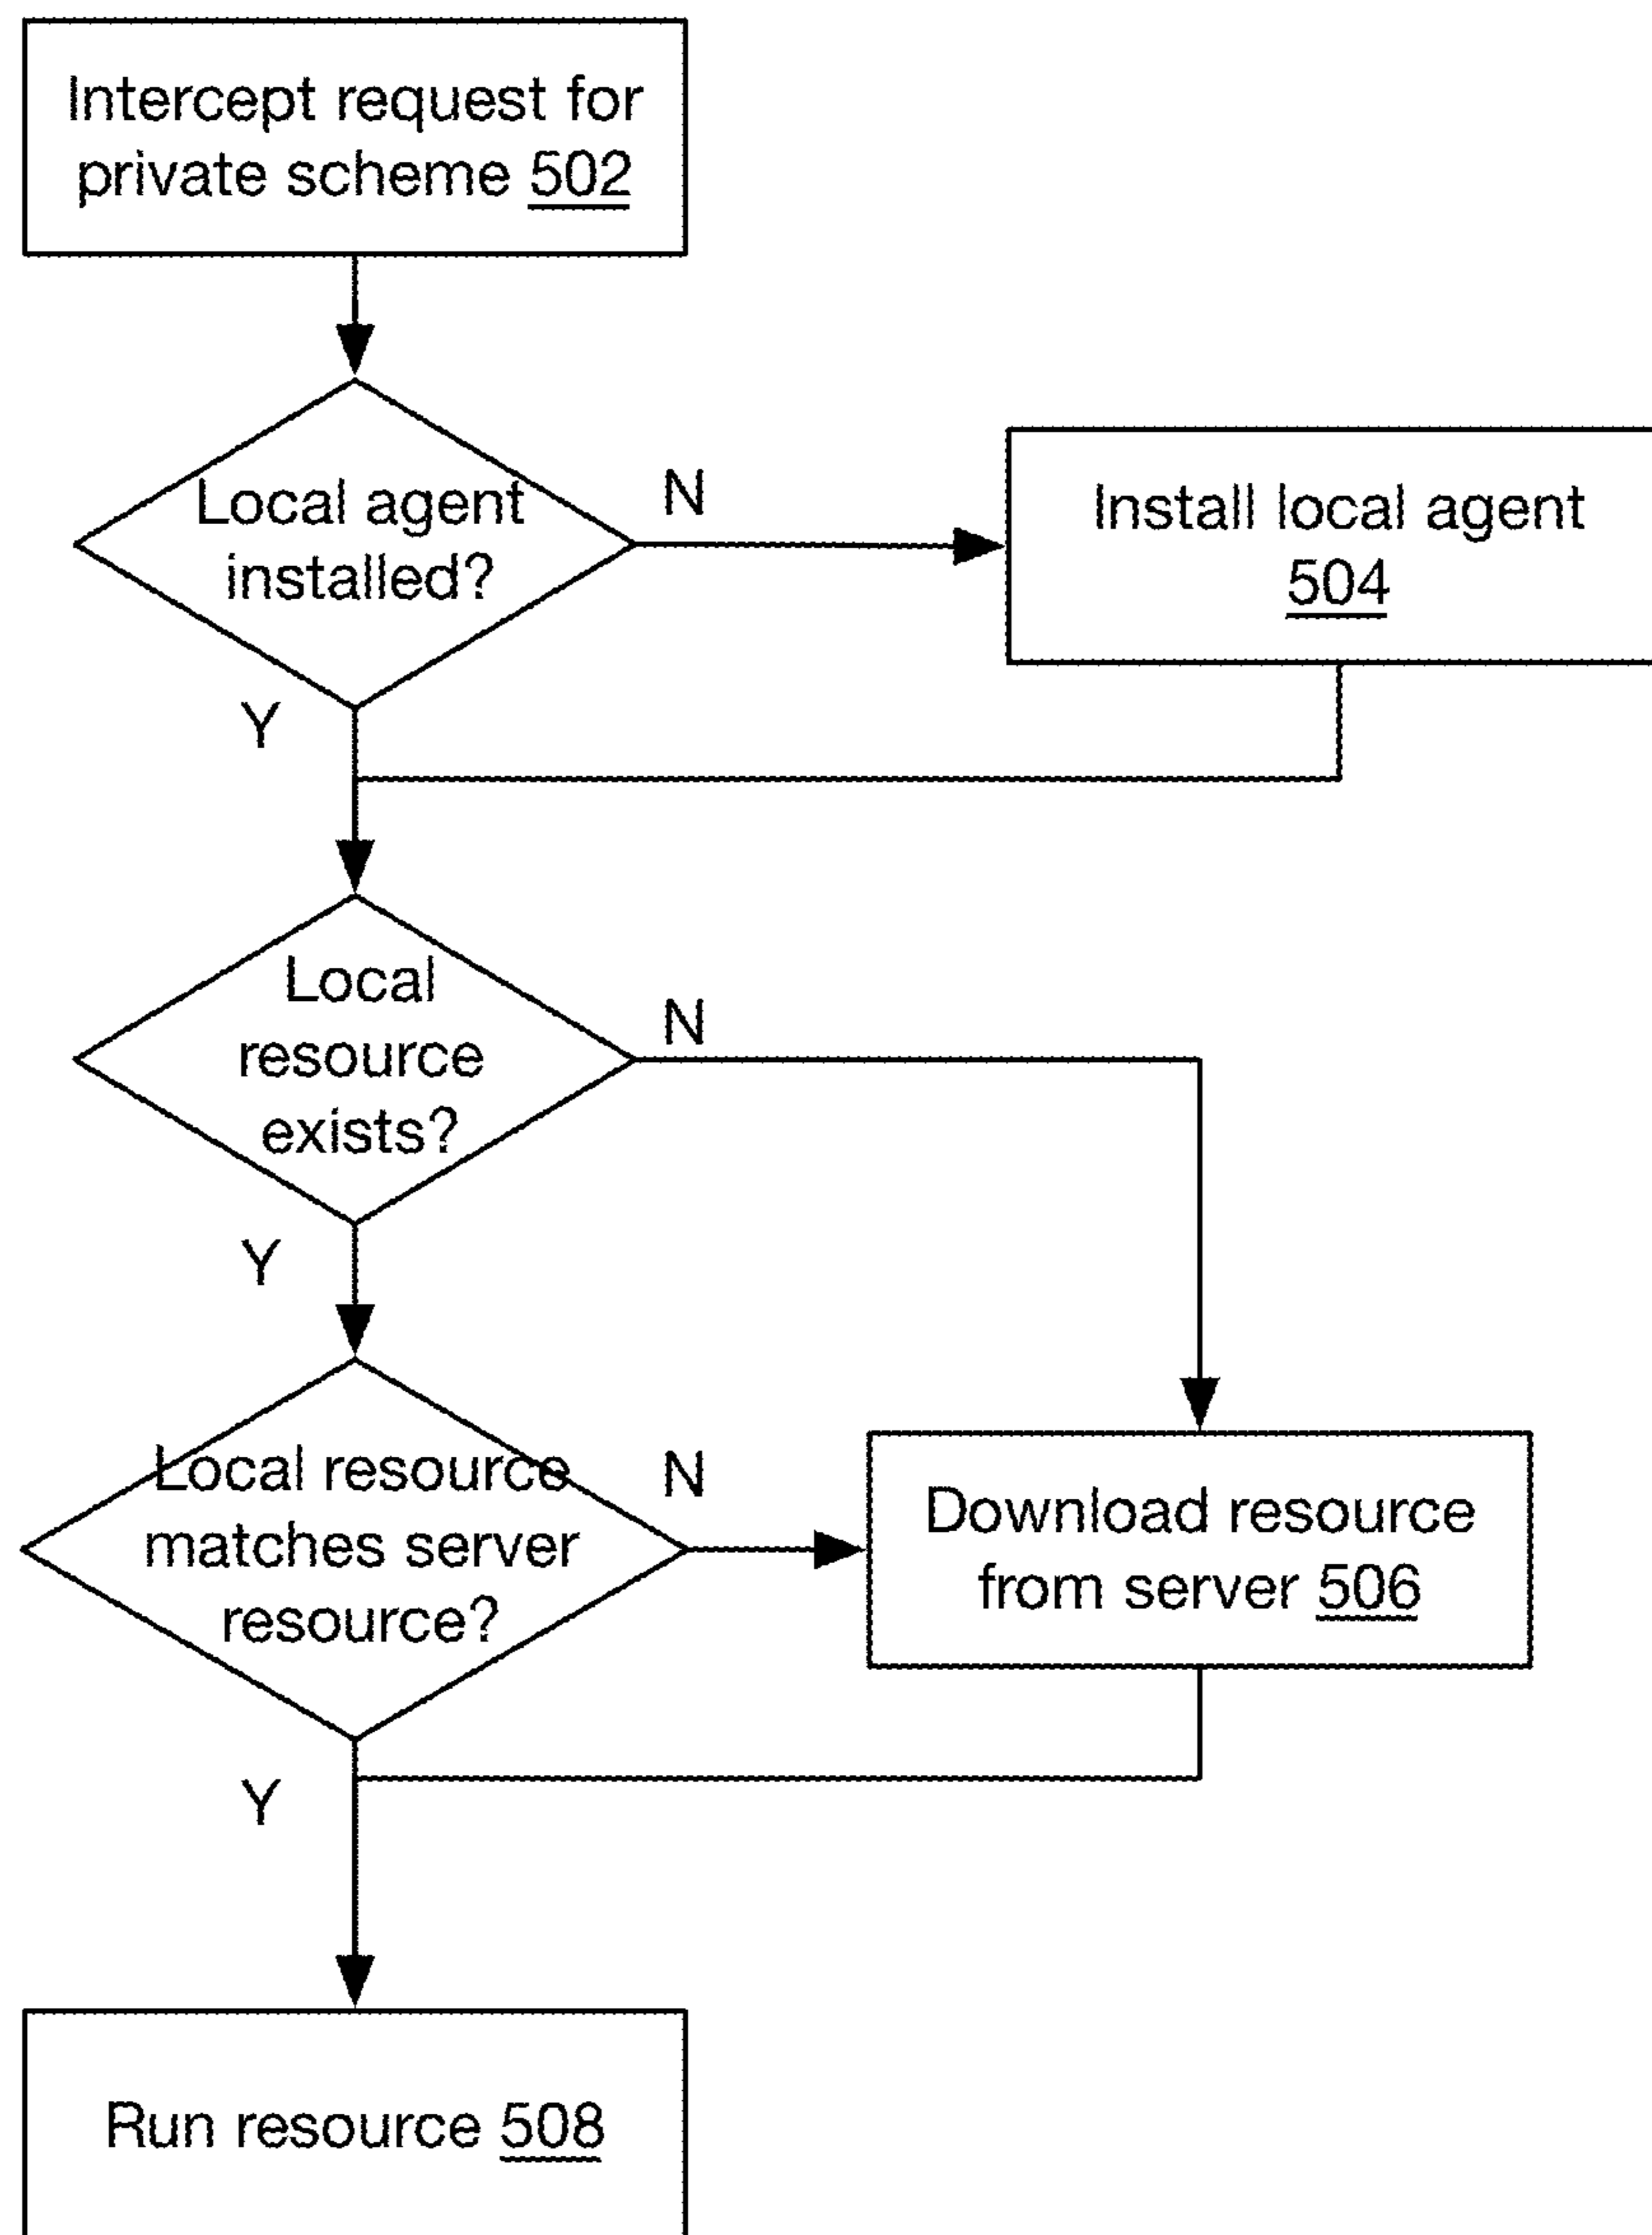 Intercept request for
private scheme 502
Local agent
installed?
N
Install local agent
504
Y
Local
resource
exists?
N
Y
Local resource
matches server
resource?
N
Download resource
from server 506
Y
Run resource 508